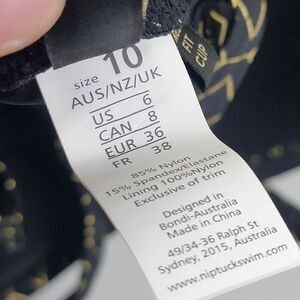 size 10
AUS/NZ/UK
US 6
CAN 8
EUR 36
FR 38
85% Nylon
15% Spandex/Elastane
Lining 100%Nylon
Exclusive of trim
Designed in
Bondi-Australia
Made in China
49/34-36 Ralph St
Sydney, 2015, Australia
www.niptuckswim.com
FIT
CUP